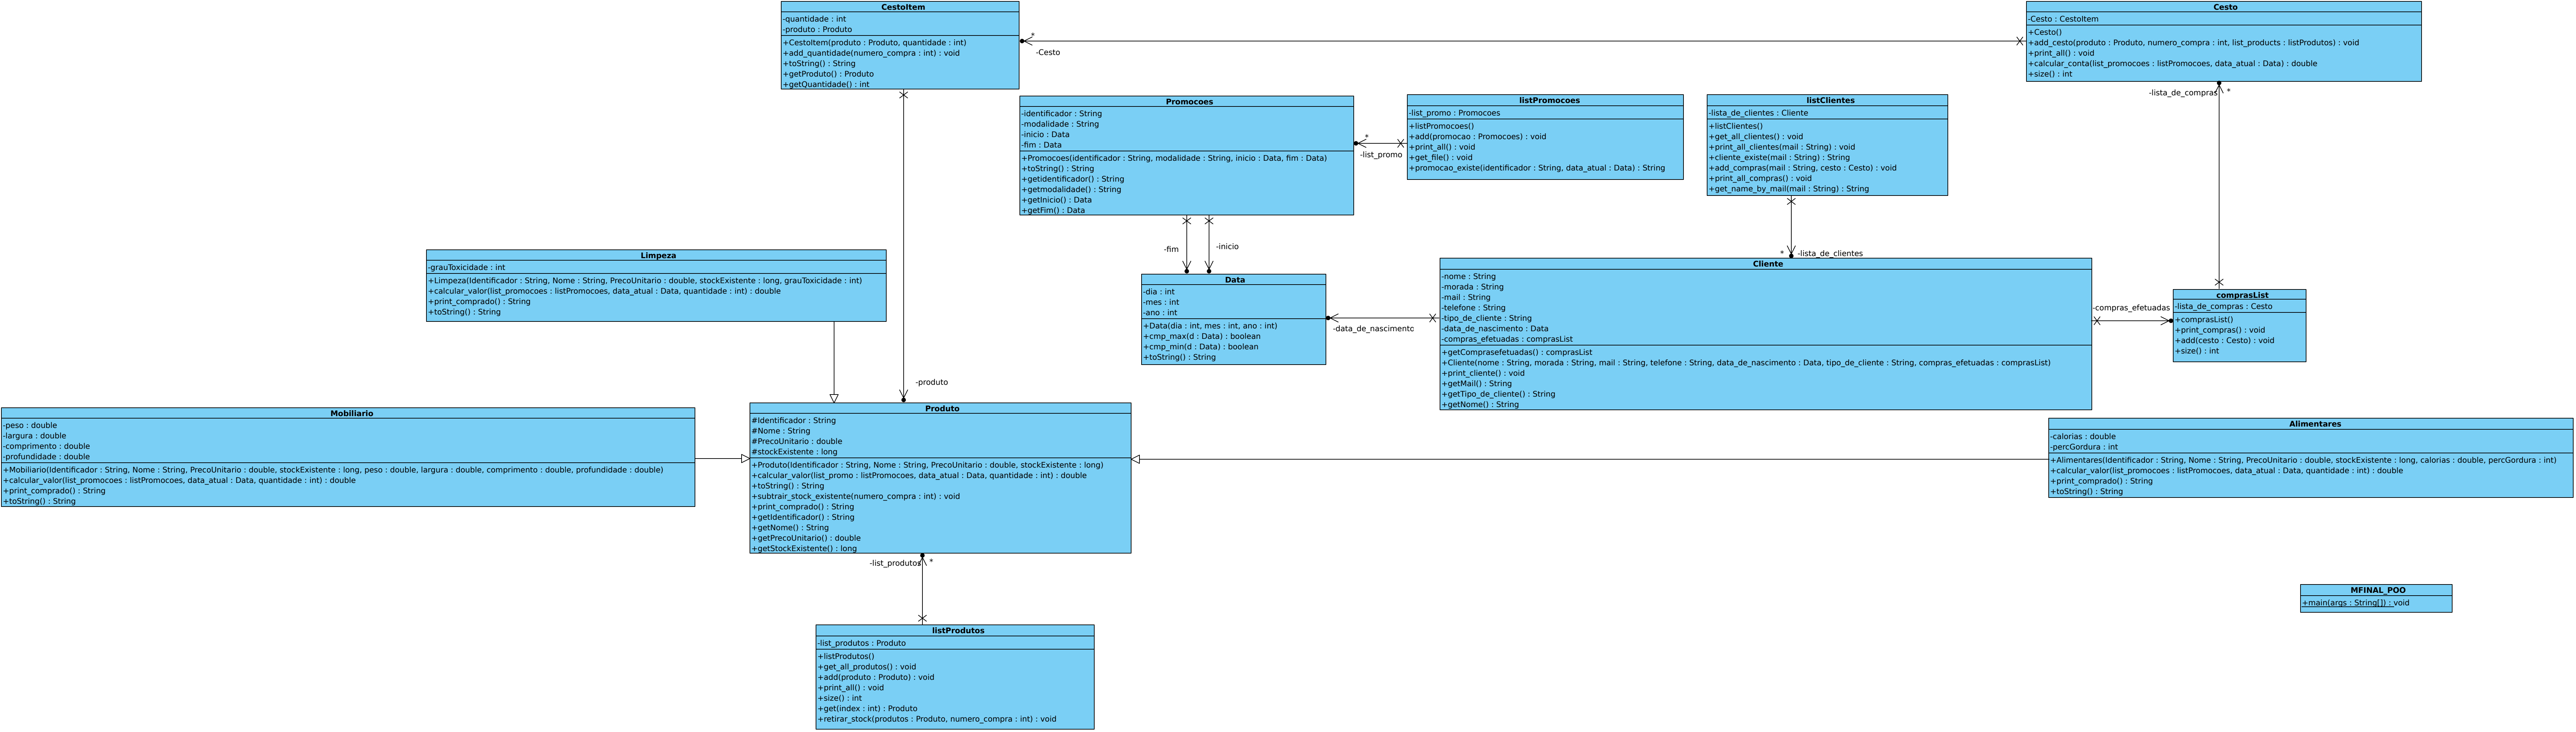 CestoItem
-quantidade : int
-produto : Produto
+CestoItem(produto : Produto, quantidade : int)
+add_quantidade(numero_compra : int) : void
+toString() : String
+getProduto() : Produto
+getQuantidade() : int
*
-Cesto
Cesto
-Cesto : CestoItem
+Cesto()
+add_cesto(produto : Produto, numero_compra : int, list_products : listProdutos) : void
+print_all() : void
+calcular_conta(list_promocoes : listPromocoes, data_atual : Data) : double
+size() : int
-lista_de_compras
*
Promocoes
-identificador : String
-modalidade : String
-inicio : Data
-fim : Data
+Promocoes(identificador : String, modalidade : String, inicio : Data, fim : Data)
+toString() : String
+getidentificador() : String
+getmodalidade() : String
+getInicio() : Data
+getFim() : Data
*
-list_promo
listPromocoes
-list_promo : Promocoes
+listPromocoes()
+add(promocao : Promocoes) : void
+print_all() : void
+get_file() : void
+promocao_existe(identificador : String, data_atual : Data) : String
listClientes
-lista_de_clientes : Cliente
+listClientes()
+get_all_clientes() : void
+print_all_clientes(mail : String) : void
+cliente_existe(mail : String) : String
+add_compras(mail : String, cesto : Cesto) : void
+print_all_compras() : void
+get_name_by_mail(mail : String) : String
-fim
-inicio
*
-lista_de_clientes
Limpeza
-grauToxicidade : int
+Limpeza(Identificador : String, Nome : String, PrecoUnitario : double, stockExistente : long, grauToxicidade : int)
+calcular_valor(list_promocoes : listPromocoes, data_atual : Data, quantidade : int) : double
+print_comprado() : String
+toString() : String
Data
-dia : int
-mes : int
-ano : int
+Data(dia : int, mes : int, ano : int)
+cmp_max(d : Data) : boolean
+cmp_min(d : Data) : boolean
+toString() : String
-data_de_nascimento
Cliente
-nome : String
-morada : String
-mail : String
-telefone : String
-tipo_de_cliente : String
-data_de_nascimento : Data
-compras_efetuadas : comprasList
+getComprasefetuadas() : comprasList
+Cliente(nome : String, morada : String, mail : String, telefone : String, data_de_nascimento : Data, tipo_de_cliente : String, compras_efetuadas : comprasList)
+print_cliente() : void
+getMail() : String
+getTipo_de_cliente() : String
+getNome() : String
-compras_efetuadas
comprasList
-lista_de_compras : Cesto
+comprasList()
+print_compras() : void
+add(cesto : Cesto) : void
+size() : int
-produto
Mobiliario
-peso : double
-largura : double
-comprimento : double
-profundidade : double
+Mobiliario(Identificador : String, Nome : String, PrecoUnitario : double, stockExistente : long, peso : double, largura : double, comprimento : double, profundidade : double)
+calcular_valor(list_promocoes : listPromocoes, data_atual : Data, quantidade : int) : double
+print_comprado() : String
+toString() : String
Produto
#Identificador : String
#Nome : String
#PrecoUnitario : double
#stockExistente : long
+Produto(Identificador : String, Nome : String, PrecoUnitario : double, stockExistente : long)
+calcular_valor(list_promo : listPromocoes, data_atual : Data, quantidade : int) : double
+toString() : String
+subtrair_stock_existente(numero_compra : int) : void
+print_comprado() : String
+getIdentificador() : String
+getNome() : String
+getPrecoUnitario() : double
+getStockExistente() : long
Alimentares
-calorias : double
-percGordura : int
+Alimentares(Identificador : String, Nome : String, PrecoUnitario : double, stockExistente : long, calorias : double, percGordura : int)
+calcular_valor(list_promocoes : listPromocoes, data_atual : Data, quantidade : int) : double
+print_comprado() : String
+toString() : String
-list_produtos
*
MFINAL_POO
+main(args : String[]) : void
listProdutos
-list_produtos : Produto
+listProdutos()
+get_all_produtos() : void
+add(produto : Produto) : void
+print_all() : void
+size() : int
+get(index : int) : Produto
+retirar_stock(produtos : Produto, numero_compra : int) : void